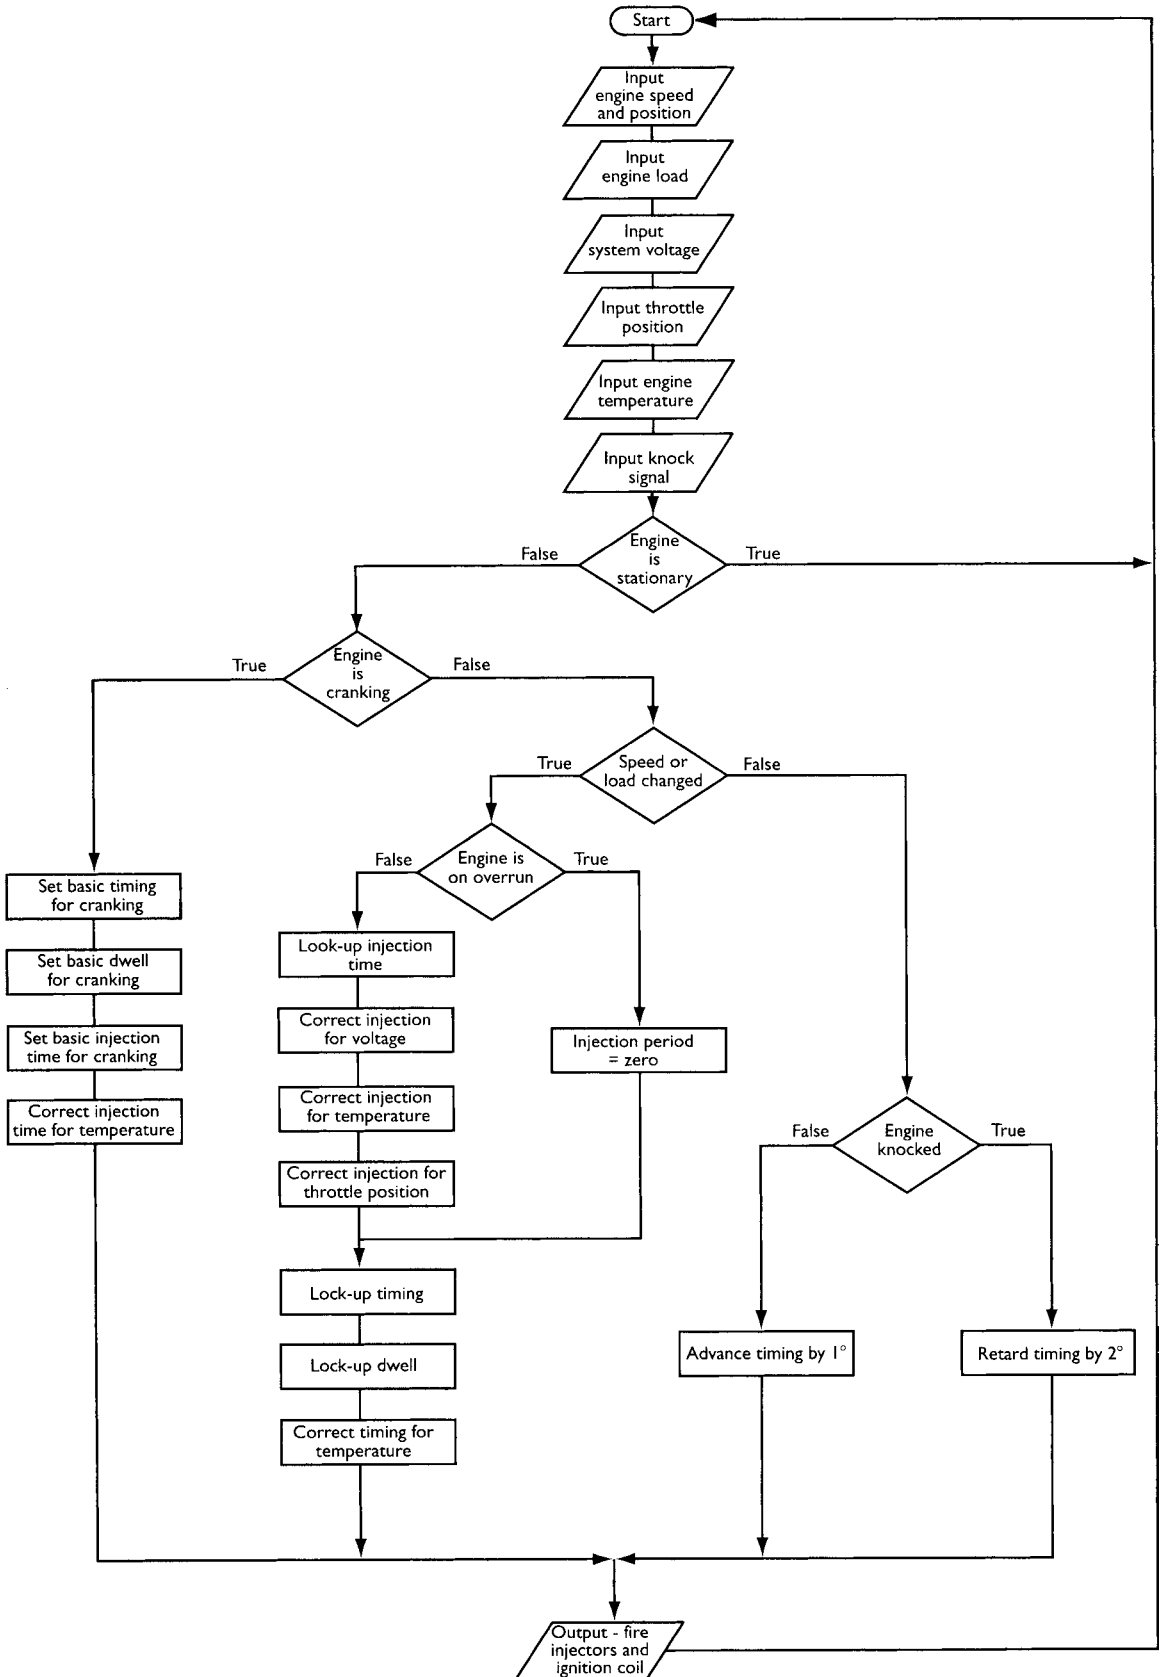 Start
Input
engine speed
and position
Input
engine load
Input
system voltage
Input throttle
position
Input engine
temperature
Input knock
signal
Engine
is
stationary
False
True
Engine
is
cranking
True
False
Speed or
load changed
True
False
Engine is
on overrun
False
True
Set basic timing
for cranking
Set basic dwell
for cranking
Set basic injection
time for cranking
Correct injection
time for temperature
Look-up injection
time
Correct injection
for voltage
Correct injection
for temperature
Correct injection for
throttle position
Injection period
= zero
Engine
knocked
False
True
Lock-up timing
Lock-up dwell
Correct timing for
temperature
Advance timing by 1°
Retard timing by 2°
Output - fire
injectors and
ignition coil